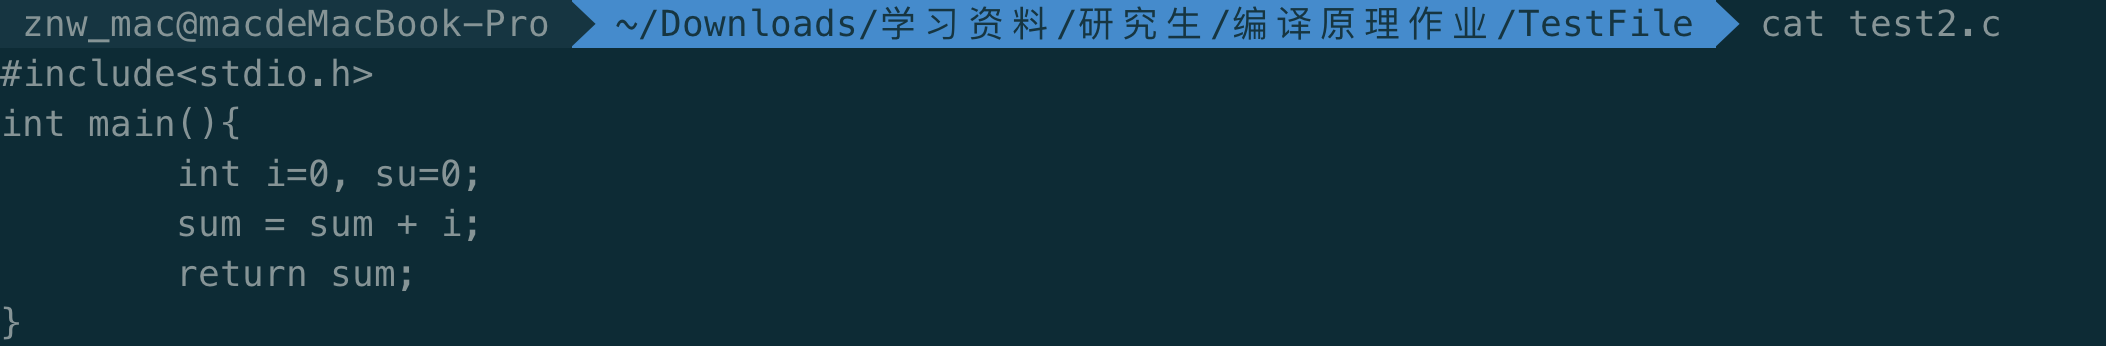 znw_mac@macdeMacBook-Pro ~/Downloads/学习资料/研究生/编译原理作业/TestFile cat test2.c
#include<stdio.h>
int main(){
        int i=0, su=0;
        sum = sum + i;
        return sum;
}